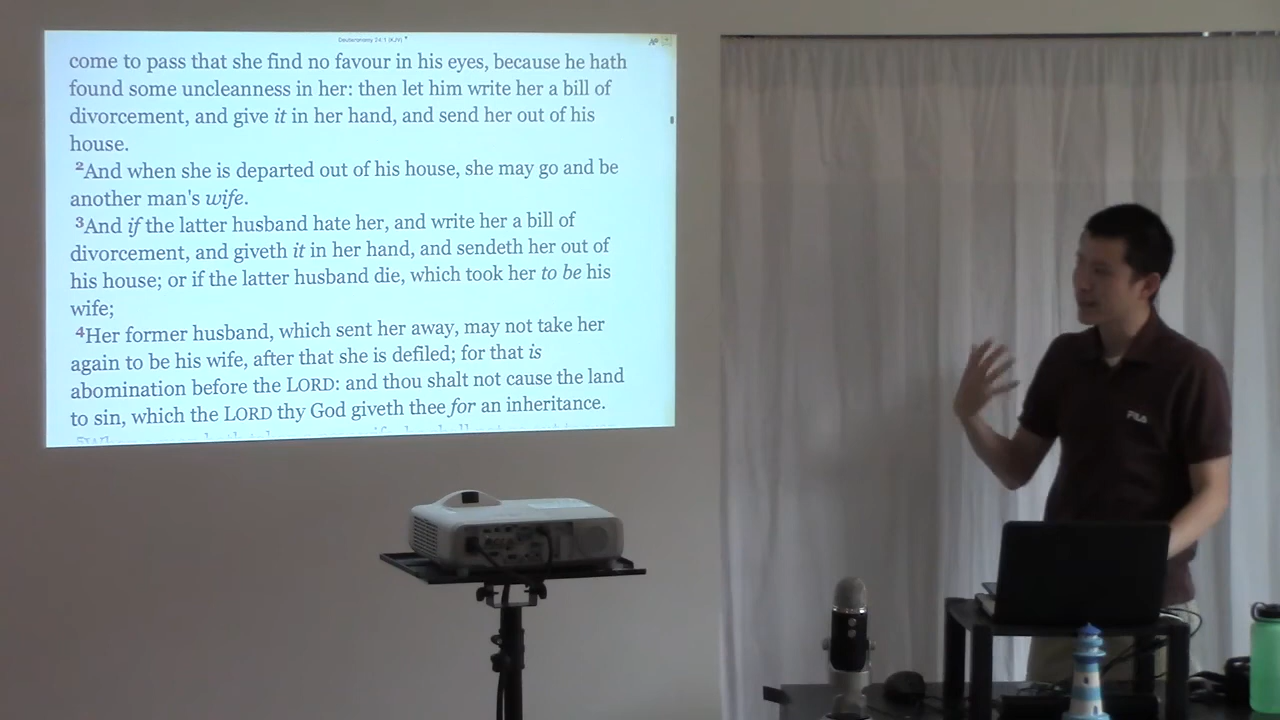 Deuteronomy 24:1 (KJV)
come to pass that she find no favour in his eyes, because he hath
found some uncleanness in her: then let him write her a bill of
divorcement, and give it in her hand, and send her out of his
house.
²And when she is departed out of his house, she may go and be
another man's wife.
³And if the latter husband hate her, and write her a bill of
divorcement, and giveth it in her hand, and sendeth her out of
his house; or if the latter husband die, which took her to be his
wife;
⁴Her former husband, which sent her away, may not take her
again to be his wife, after that she is defiled; for that is
abomination before the LORD: and thou shalt not cause the land
to sin, which the LORD thy God giveth thee for an inheritance.
FILA